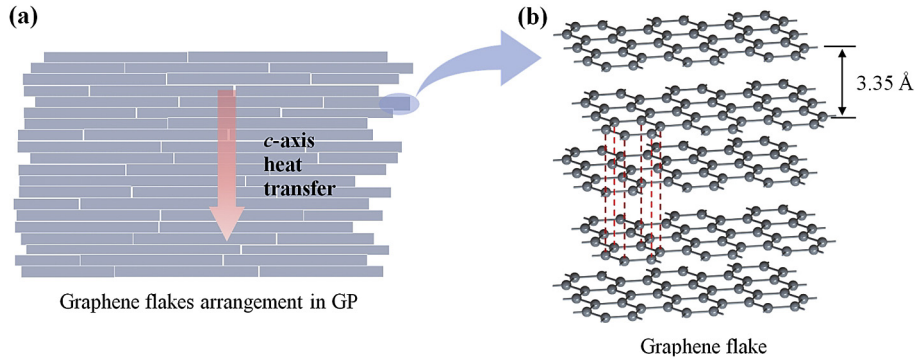 (a)
c-axis
heat
transfer
Graphene flakes arrangement in GP
(b)
3.35 Å
Graphene flake